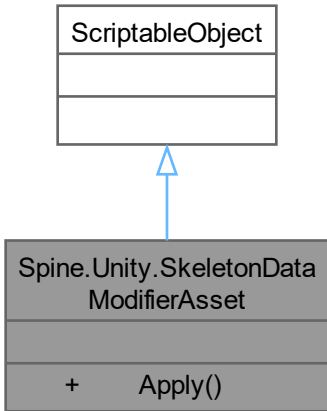 ScriptableObject
Spine.Unity.SkeletonData
ModifierAsset
+ Apply()